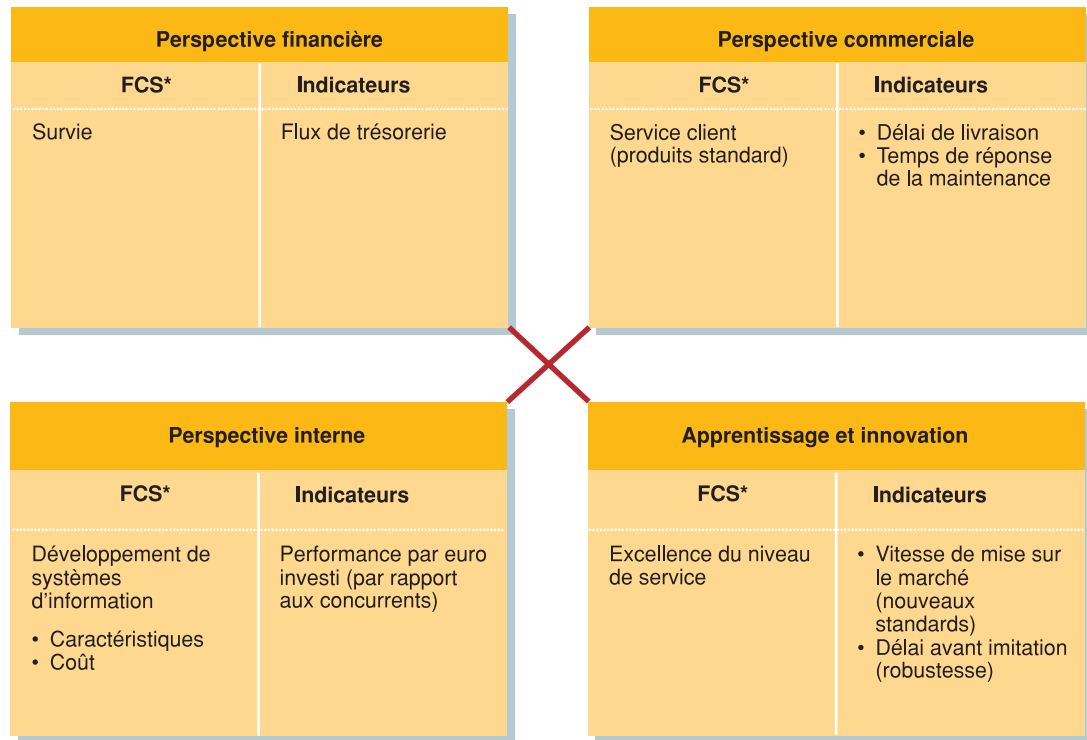 Perspective financière
FCS*
Indicateurs
Survie
Flux de trésorerie
Perspective commerciale
FCS*
Indicateurs
Service client
(produits standard)
• Délai de livraison
• Temps de réponse
de la maintenance
Perspective interne
FCS*
Indicateurs
Développement de
systèmes
d'information
• Caractéristiques
• Coût
Performance par euro
investi (par rapport
aux concurrents)
Apprentissage et innovation
FCS*
Indicateurs
Excellence du niveau
de service
• Vitesse de mise sur
le marché
(nouveaux
standards)
• Délai avant imitation
(robustesse)